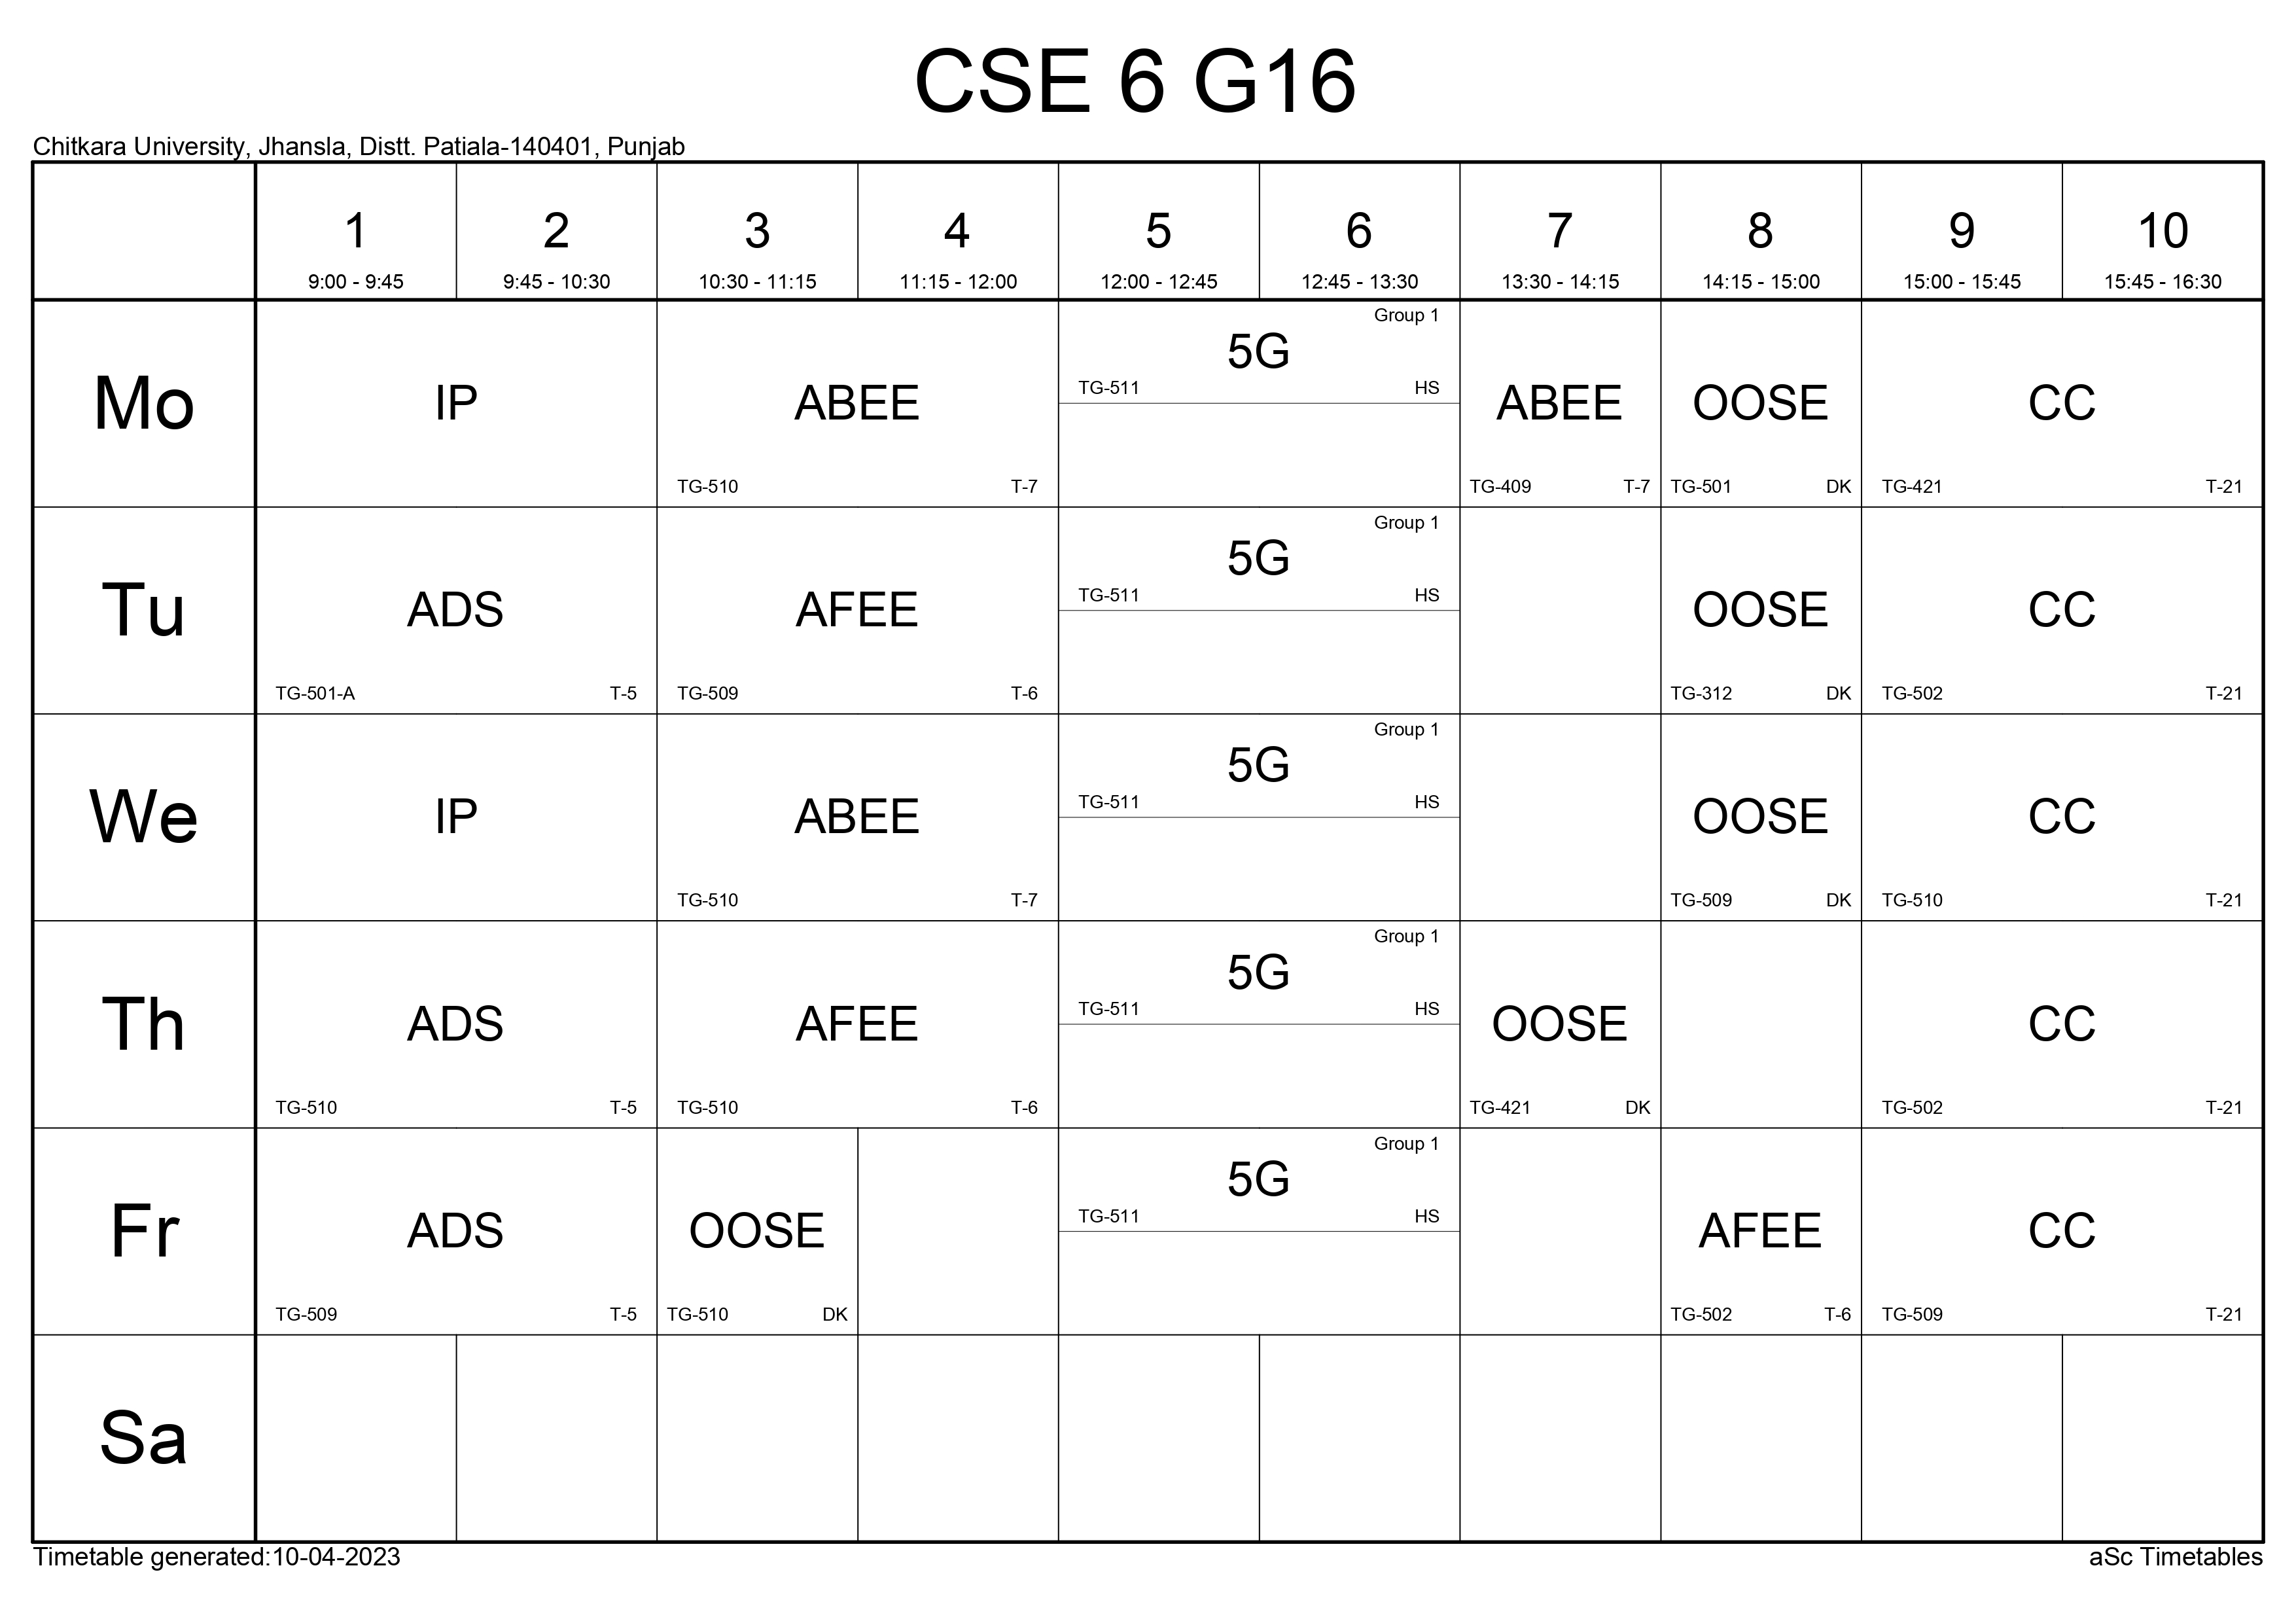 CSE 6 G16
Chitkara University, Jhansla, Distt. Patiala-140401, Punjab
1 2 3 4 5 6 7 8 9 10
9:00 - 9:45 9:45 - 10:30 10:30 - 11:15 11:15 - 12:00 12:00 - 12:45 12:45 - 13:30 13:30 - 14:15 14:15 - 15:00 15:00 - 15:45 15:45 - 16:30
Group 1
5G
Mo IP ABEE ABEE OOSE CC
TG-511 HS
TG-510 T-7 TG-409 T-7 TG-501 DK TG-421 T-21
Group 1
5G
Tu ADS AFEE OOSE CC
TG-511 HS
TG-501-A T-5 TG-509 T-6 TG-312 DK TG-502 T-21
Group 1
5G
We IP ABEE OOSE CC
TG-511 HS
TG-510 T-7 TG-509 DK TG-510 T-21
Group 1
5G
Th ADS AFEE OOSE CC
TG-511 HS
TG-510 T-5 TG-510 T-6 TG-421 DK TG-502 T-21
Group 1
5G
Fr ADS OOSE AFEE CC
TG-511 HS
TG-509 T-5 TG-510 DK TG-502 T-6 TG-509 T-21
Sa
Timetable generated:10-04-2023 aSc Timetables